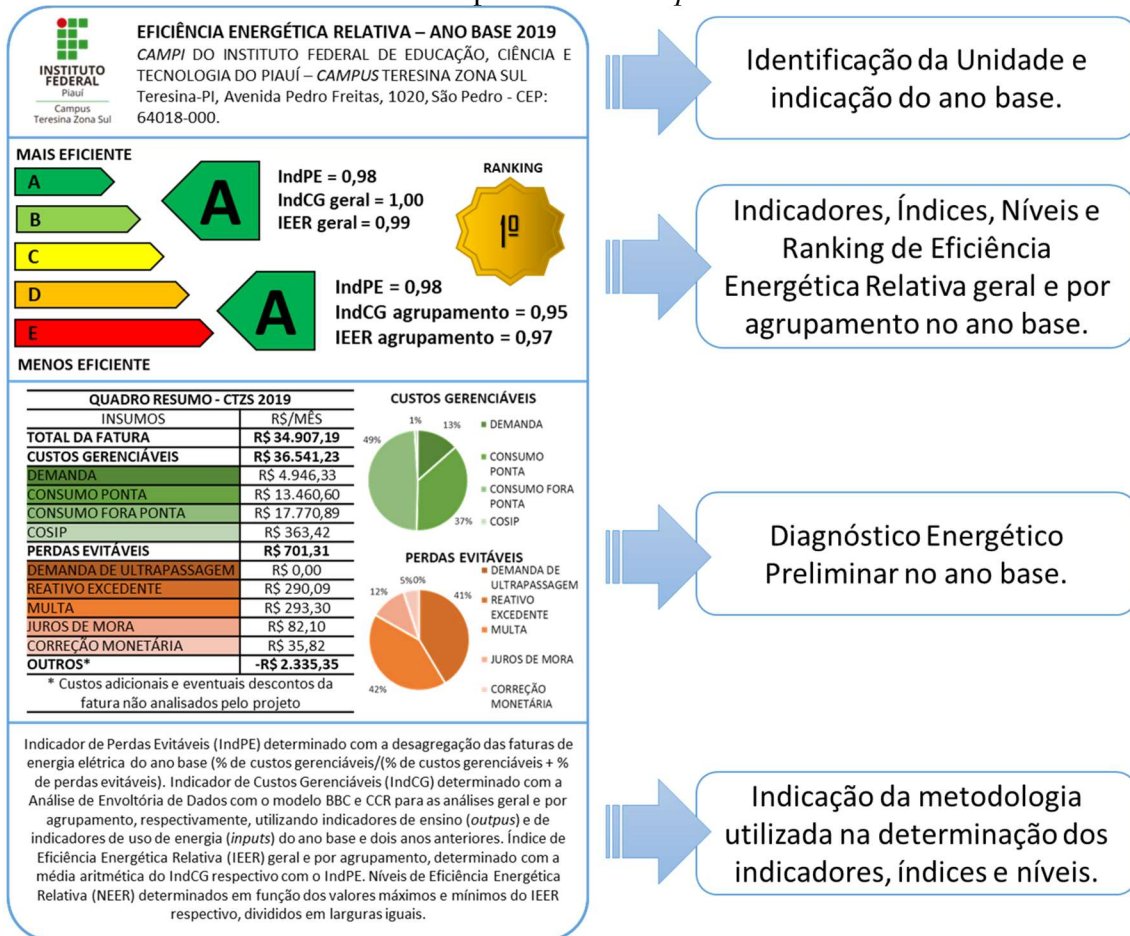 INSTITUTO
FEDERAL
Piauí
Campus
Teresina Zona Sul
EFICIÊNCIA ENERGÉTICA RELATIVA – ANO BASE 2019
CAMPI DO INSTITUTO FEDERAL DE EDUCAÇÃO, CIÊNCIA E
TECNOLOGIA DO PIAUÍ – CAMPUS TERESINA ZONA SUL
Teresina-PI, Avenida Pedro Freitas, 1020, São Pedro - CEP:
64018-000.
Identificação da Unidade e
indicação do ano base.
MAIS EFICIENTE
A
B
C
D
E
MENOS EFICIENTE
A
IndPE = 0,98
IndCG geral = 1,00
IEER geral = 0,99
RANKING
1º
A
IndPE = 0,98
IndCG agrupamento = 0,95
IEER agrupamento = 0,97
Indicadores, Índices, Níveis e
Ranking de Eficiência
Energética Relativa geral e por
agrupamento no ano base.
QUADRO RESUMO - CTZS 2019
INSUMOS R$/MÊS
TOTAL DA FATURA R$ 34.907,19
CUSTOS GERENCIÁVEIS R$ 36.541,23
DEMANDA R$ 4.946,33
CONSUMO PONTA R$ 13.460,60
CONSUMO FORA PONTA R$ 17.770,89
COSIP R$ 363,42
PERDAS EVITÁVEIS R$ 701,31
DEMANDA DE ULTRAPASSAGEM R$ 0,00
REATIVO EXCEDENTE R$ 290,09
MULTA R$ 293,30
JUROS DE MORA R$ 82,10
CORREÇÃO MONETÁRIA R$ 35,82
OUTROS* -R$ 2.335,35
* Custos adicionais e eventuais descontos da
fatura não analisados pelo projeto
CUSTOS GERENCIÁVEIS
1%
13%
49%
37%
DEMANDA
CONSUMO
PONTA
CONSUMO FORA
PONTA
COSIP
PERDAS EVITÁVEIS
5%
0%
12%
41%
42%
DEMANDA DE
ULTRAPASSAGEM
REATIVO
EXCEDENTE
MULTA
JUROS DE MORA
CORREÇÃO
MONETÁRIA
Diagnóstico Energético
Preliminar no ano base.
Indicador de Perdas Evitáveis (IndPE) determinado com a desagregação das faturas de
energia elétrica do ano base (% de custos gerenciáveis/(% de custos gerenciáveis + %
de perdas evitáveis). Indicador de Custos Gerenciáveis (IndCG) determinado com a
Análise de Envoltória de Dados com o modelo BBC e CCR para as análises geral e por
agrupamento, respectivamente, utilizando indicadores de ensino (outpus) e de
indicadores de uso de energia (inputs) do ano base e dois anos anteriores. Índice de
Eficiência Energética Relativa (IEER) geral e por agrupamento, determinado com a
média aritmética do IndCG respectivo com o IndPE. Níveis de Eficiência Energética
Relativa (NEER) determinados em função dos valores máximos e mínimos do IEER
respectivo, divididos em larguras iguais.
Indicação da metodologia
utilizada na determinação dos
indicadores, índices e níveis.